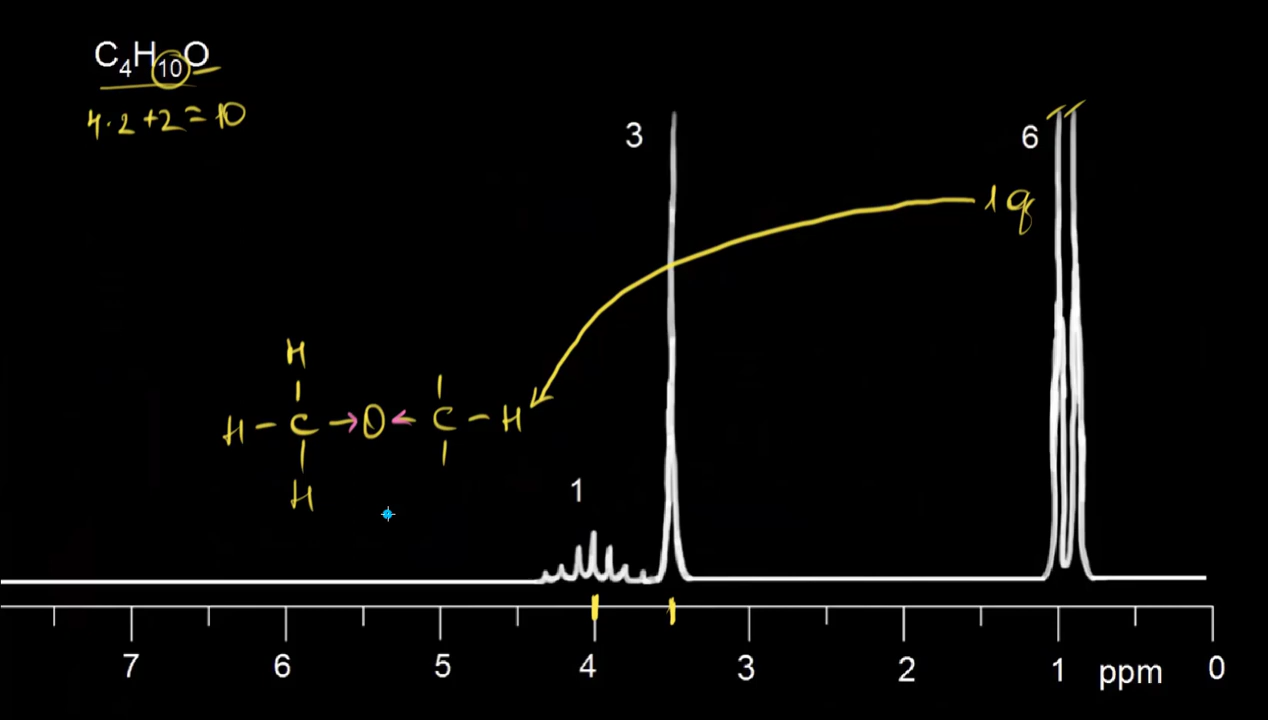 C₄H₁₀O
4·2+2=10
3
6
1q
H
H–C→O←C–H
H
1
7 6 5 4 3 2 1 ppm 0